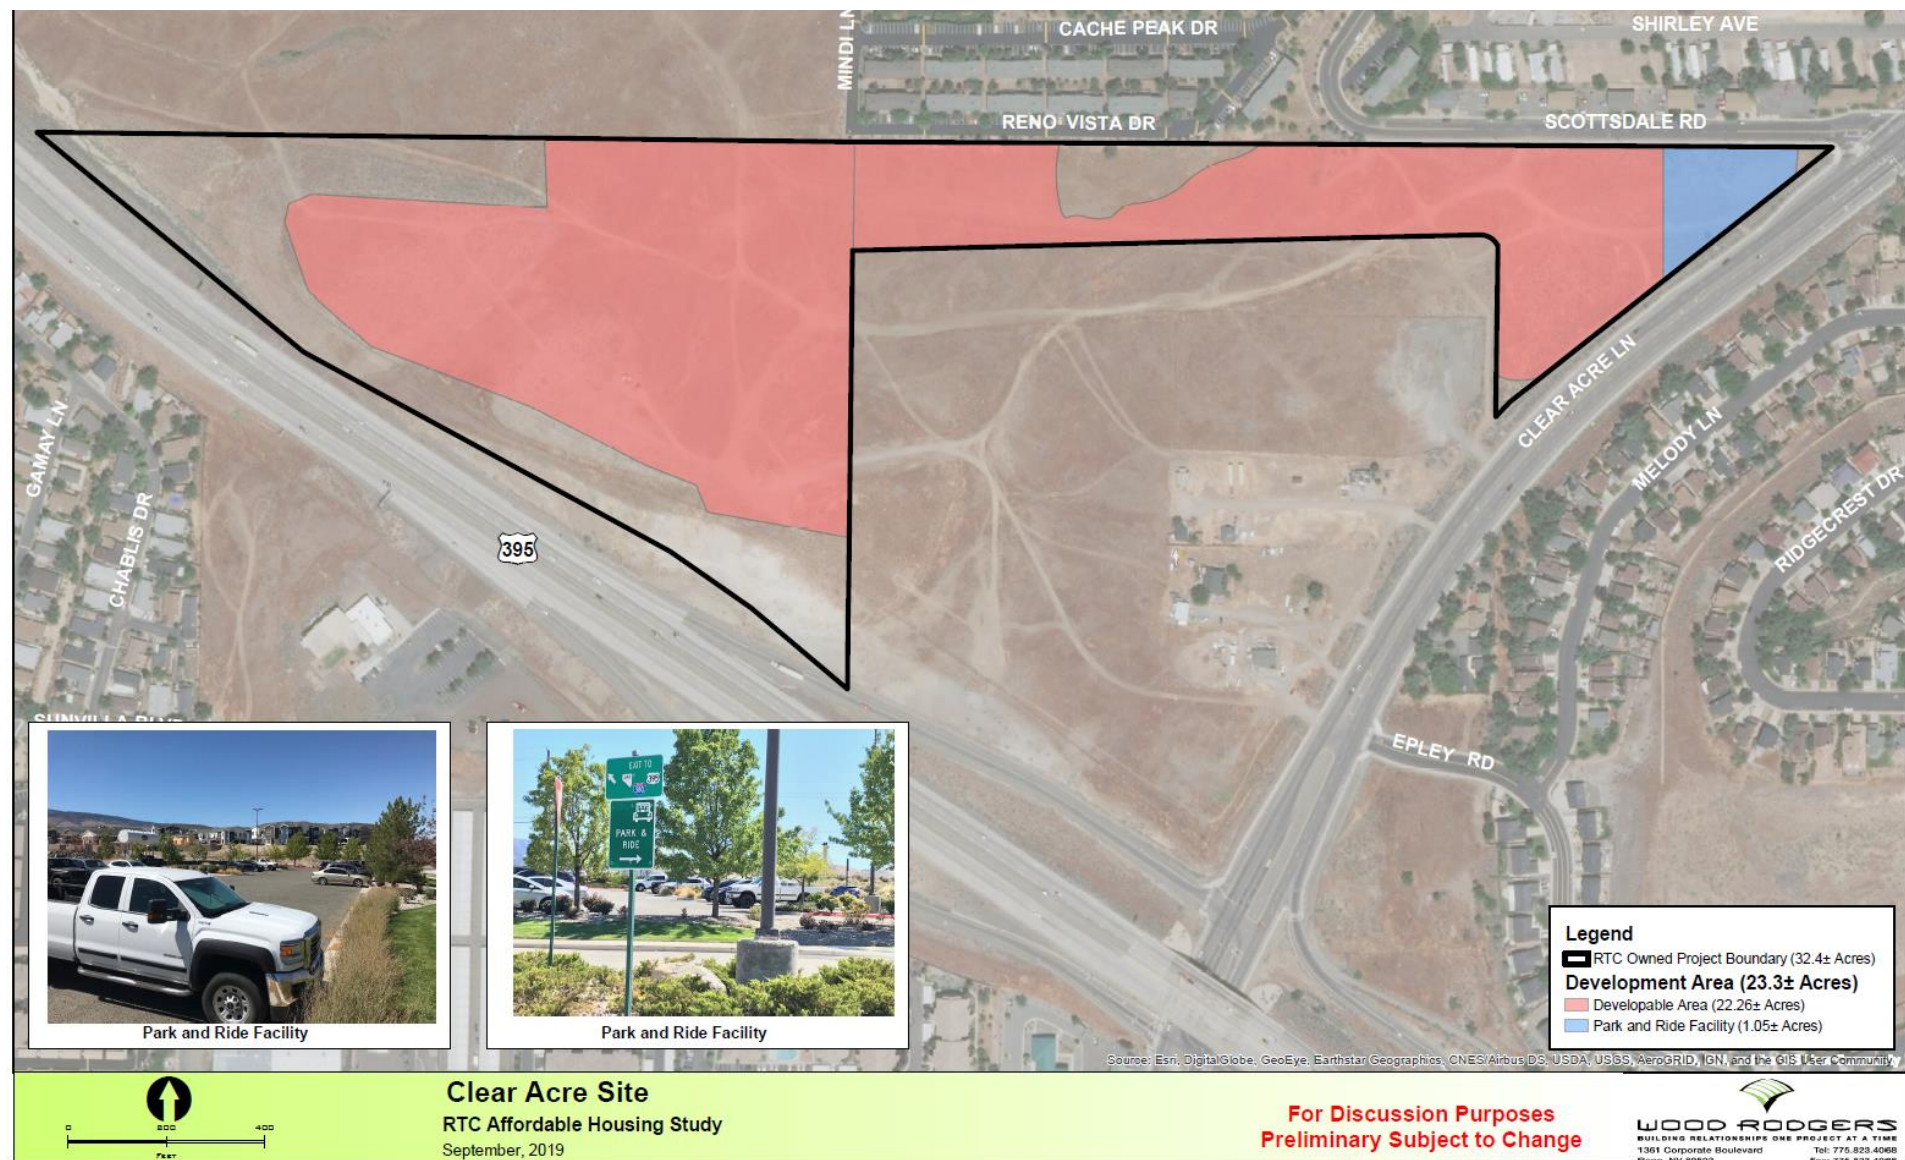 MINDI LN
CACHE PEAK DR
SHIRLEY AVE
RENO VISTA DR
SCOTTSDALE RD
CLEAR ACRE LN
MELODY LN
RIDGECREST DR
GAMAY LN
CHABLIS DR
395
EPLEY RD
EXIT TO
395
PARK &
RIDE
Park and Ride Facility
Park and Ride Facility
Legend
RTC Owned Project Boundary (32.4± Acres)
Development Area (23.3± Acres)
Developable Area (22.26± Acres)
Park and Ride Facility (1.05± Acres)
Source: Esri, DigitalGlobe, GeoEye, Earthstar Geographics, CNES/Airbus DS, USDA, USGS, AeroGRID, IGN, and the GIS User Community
0 200 400
FEET
Clear Acre Site
RTC Affordable Housing Study
September, 2019
For Discussion Purposes
Preliminary Subject to Change
WOOD RODGERS
BUILDING RELATIONSHIPS ONE PROJECT AT A TIME
1361 Corporate Boulevard Tel: 775.823.4068